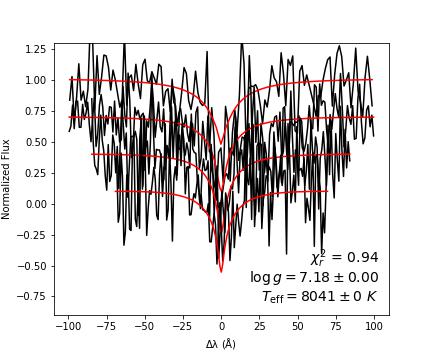 Normalized Flux
1.25
1.00
0.75
0.50
0.25
0.00
−0.25
−0.50
−0.75
χ²ᵣ = 0.94
log g = 7.18 ± 0.00
T_eff = 8041 ± 0 K
−100 −75 −50 −25 0 25 50 75 100
Δλ (Å)